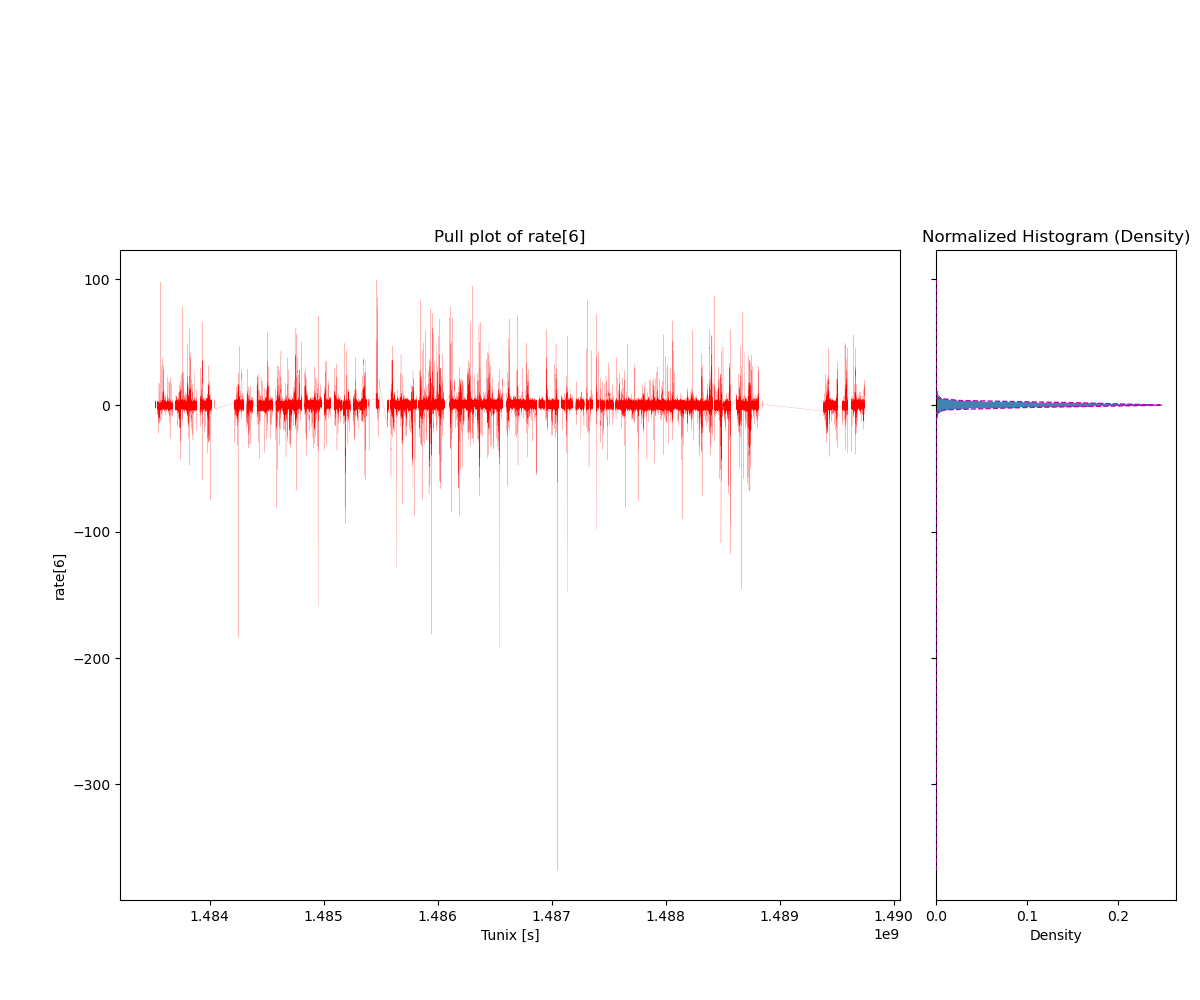 Pull plot of rate[6]
Normalized Histogram (Density)
100
0
−100
−200
−300
rate[6]
1.484 1.485 1.486 1.487 1.488 1.489 1.490
1e9
Tunix [s]
0.0 0.1 0.2
Density